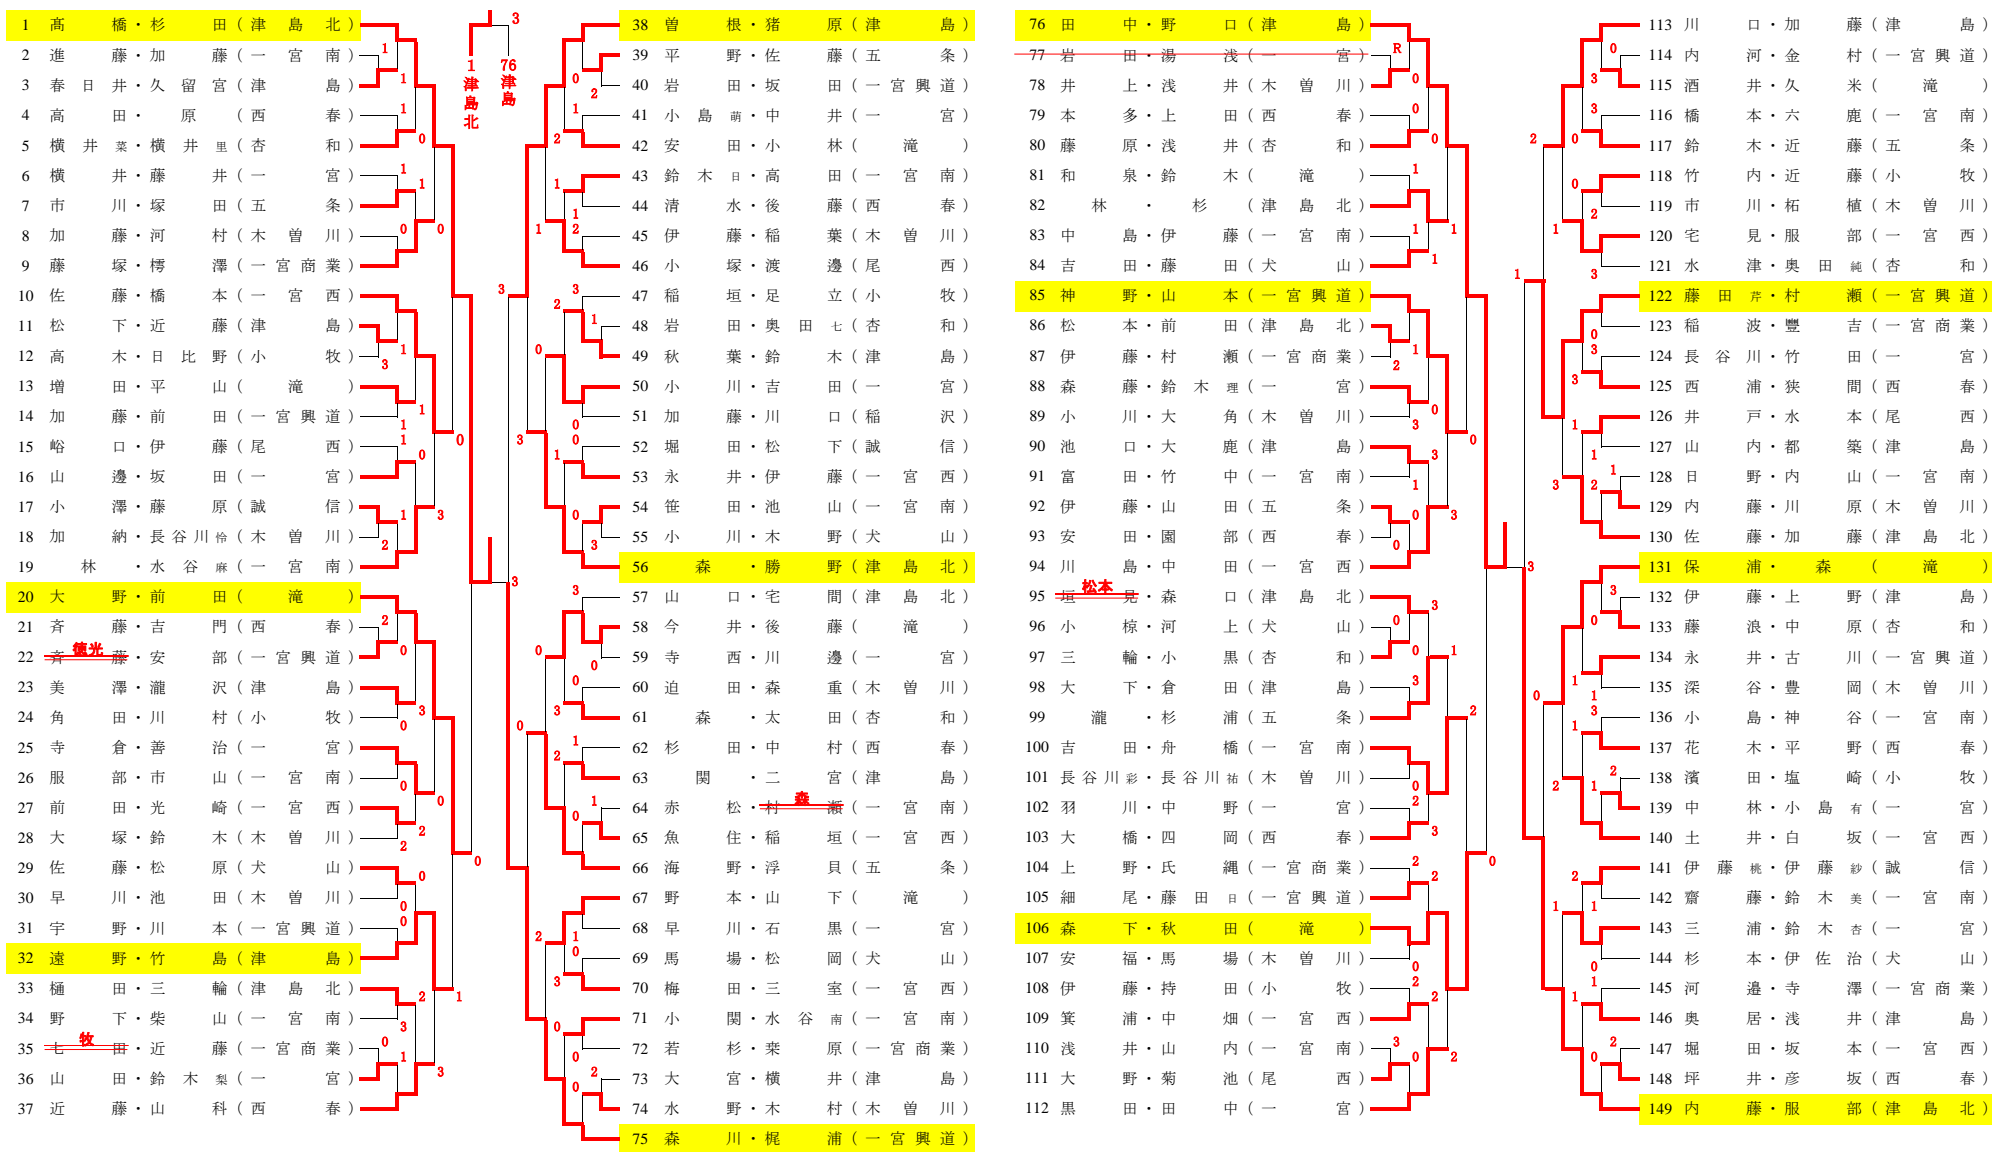 1 髙橋・杉田（津島北）
2 進藤・加藤（一宮南）
3 春日井・久留宮（津島）
4 高田・原（西春）
5 横井菜・横井里（杏和）
6 横井・藤井（一宮）
7 市川・塚田（五条）
8 加藤・河村（木曽川）
9 藤塚・樗澤（一宮商業）
10 佐藤・橋本（一宮西）
11 松下・近藤（津島）
12 高木・日比野（小牧）
13 増田・平山（滝）
14 加藤・前田（一宮興道）
15 峪口・伊藤（尾西）
16 山邊・坂田（一宮）
17 小澤・藤原（誠信）
18 加納・長谷川怜（木曽川）
19 林・水谷麻（一宮南）
20 大野・前田（滝）
21 斉藤・吉門（西春）
徳光
22 斉藤・安部（一宮興道）
23 美澤・瀧沢（津島）
24 角田・川村（小牧）
25 寺倉・善治（一宮）
26 服部・市山（一宮南）
27 前田・光崎（一宮西）
28 大塚・鈴木（木曽川）
29 佐藤・松原（犬山）
30 早川・池田（木曽川）
31 宇野・川本（一宮興道）
32 遠野・竹島（津島）
33 樋田・三輪（津島北）
34 野下・柴山（一宮南）
牧
35 七田・近藤（一宮商業）
36 山田・鈴木梨（一宮）
37 近藤・山科（西春）
3
1津島北
76津島
38 曽根・猪原（津島）
39 平野・佐藤（五条）
40 岩田・坂田（一宮興道）
41 小島萌・中井（一宮）
42 安田・小林（滝）
43 鈴木日・高田（一宮南）
44 清水・後藤（西春）
45 伊藤・稲葉（木曽川）
46 小塚・渡邊（尾西）
47 稲垣・足立（小牧）
48 岩田・奥田七（杏和）
49 秋葉・鈴木（津島）
50 小川・吉田（一宮）
51 加藤・川口（稲沢）
52 堀田・松下（誠信）
53 永井・伊藤（一宮西）
54 笹田・池山（一宮南）
55 小川・木野（犬山）
56 森・勝野（津島北）
57 山口・宅間（津島北）
58 今井・後藤（滝）
59 寺西・川邊（一宮）
60 迫田・森重（木曽川）
61 森・太田（杏和）
62 杉田・中村（西春）
63 関・二宮（津島）
森
64 赤松・村瀬（一宮南）
65 魚住・稲垣（一宮西）
66 海野・浮貝（五条）
67 野本・山下（滝）
68 早川・石黒（一宮）
69 馬場・松岡（犬山）
70 梅田・三室（一宮西）
71 小関・水谷南（一宮南）
72 若杉・栗原（一宮商業）
73 大宮・横井（津島）
74 水野・木村（木曽川）
75 森川・梶浦（一宮興道）
76 田中・野口（津島）
77 岩田・湯浅（一宮）
R
78 井上・浅井（木曽川）
79 本多・上田（西春）
80 藤原・浅井（杏和）
81 和泉・鈴木（滝）
82 林・杉（津島北）
83 中島・伊藤（一宮南）
84 吉田・藤田（犬山）
85 神野・山本（一宮興道）
86 松本・前田（津島北）
87 伊藤・村瀬（一宮商業）
88 森藤・鈴木理（一宮）
89 小川・大角（木曽川）
90 池口・大鹿（津島）
91 富田・竹中（一宮南）
92 伊藤・山田（五条）
93 安田・園部（西春）
94 川島・中田（一宮西）
松本
95 垣見・森口（津島北）
96 小椋・河上（犬山）
97 三輪・小黒（杏和）
98 大下・倉田（津島）
99 瀧・杉浦（五条）
100 吉田・舟橋（一宮南）
101 長谷川彩・長谷川祐（木曽川）
102 羽川・中野（一宮）
103 大橋・四岡（西春）
104 上野・氏縄（一宮商業）
105 細尾・藤田日（一宮興道）
106 森下・秋田（滝）
107 安福・馬場（木曽川）
108 伊藤・持田（小牧）
109 箕浦・中畑（一宮西）
110 浅井・山内（一宮南）
111 大野・菊池（尾西）
112 黒田・田中（一宮）
113 川口・加藤（津島）
114 内河・金村（一宮興道）
115 酒井・久米（滝）
116 橋本・六鹿（一宮南）
117 鈴木・近藤（五条）
118 竹内・近藤（小牧）
119 市川・柘植（木曽川）
120 宅見・服部（一宮西）
121 水津・奥田純（杏和）
122 藤田芹・村瀬（一宮興道）
123 稲波・豐吉（一宮商業）
124 長谷川・竹田（一宮）
125 西浦・狭間（西春）
126 井戸・水本（尾西）
127 山内・都築（津島）
128 日野・内山（一宮南）
129 内藤・川原（木曽川）
130 佐藤・加藤（津島北）
131 保浦・森（滝）
132 伊藤・上野（津島）
133 藤浪・中原（杏和）
134 永井・古川（一宮興道）
135 深谷・豊岡（木曽川）
136 小島・神谷（一宮南）
137 花木・平野（西春）
138 濱田・塩崎（小牧）
139 中林・小島有（一宮）
140 土井・白坂（一宮西）
141 伊藤桃・伊藤紗（誠信）
142 齋藤・鈴木美（一宮南）
143 三浦・鈴木杏（一宮）
144 杉本・伊佐治（犬山）
145 河邉・寺澤（一宮商業）
146 奥居・浅井（津島）
147 堀田・坂本（一宮西）
148 坪井・彦坂（西春）
149 内藤・服部（津島北）